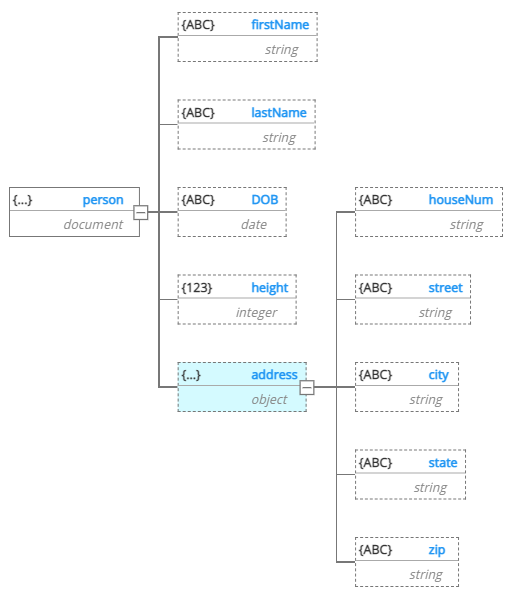 {ABC} firstName
string
{ABC} lastName
string
{...} person
document
{ABC} DOB
date
{123} height
integer
{...} address
object
{ABC} houseNum
string
{ABC} street
string
{ABC} city
string
{ABC} state
string
{ABC} zip
string